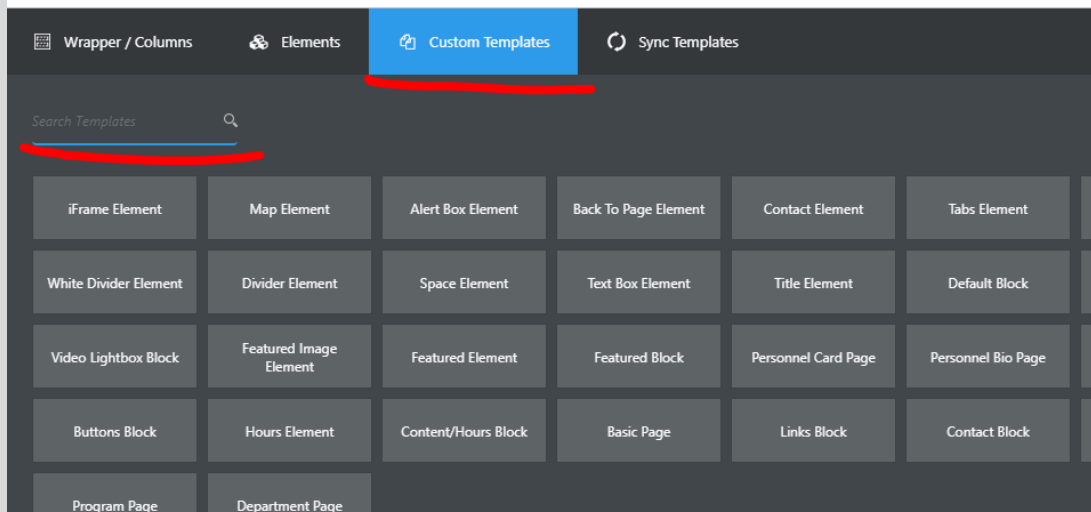 Wrapper / Columns
Elements
Custom Templates
Sync Templates
Search Templates
iFrame Element
Map Element
Alert Box Element
Back To Page Element
Contact Element
Tabs Element
White Divider Element
Divider Element
Space Element
Text Box Element
Title Element
Default Block
Video Lightbox Block
Featured Image
Element
Featured Element
Featured Block
Personnel Card Page
Personnel Bio Page
Buttons Block
Hours Element
Content/Hours Block
Basic Page
Links Block
Contact Block
Program Page
Department Page